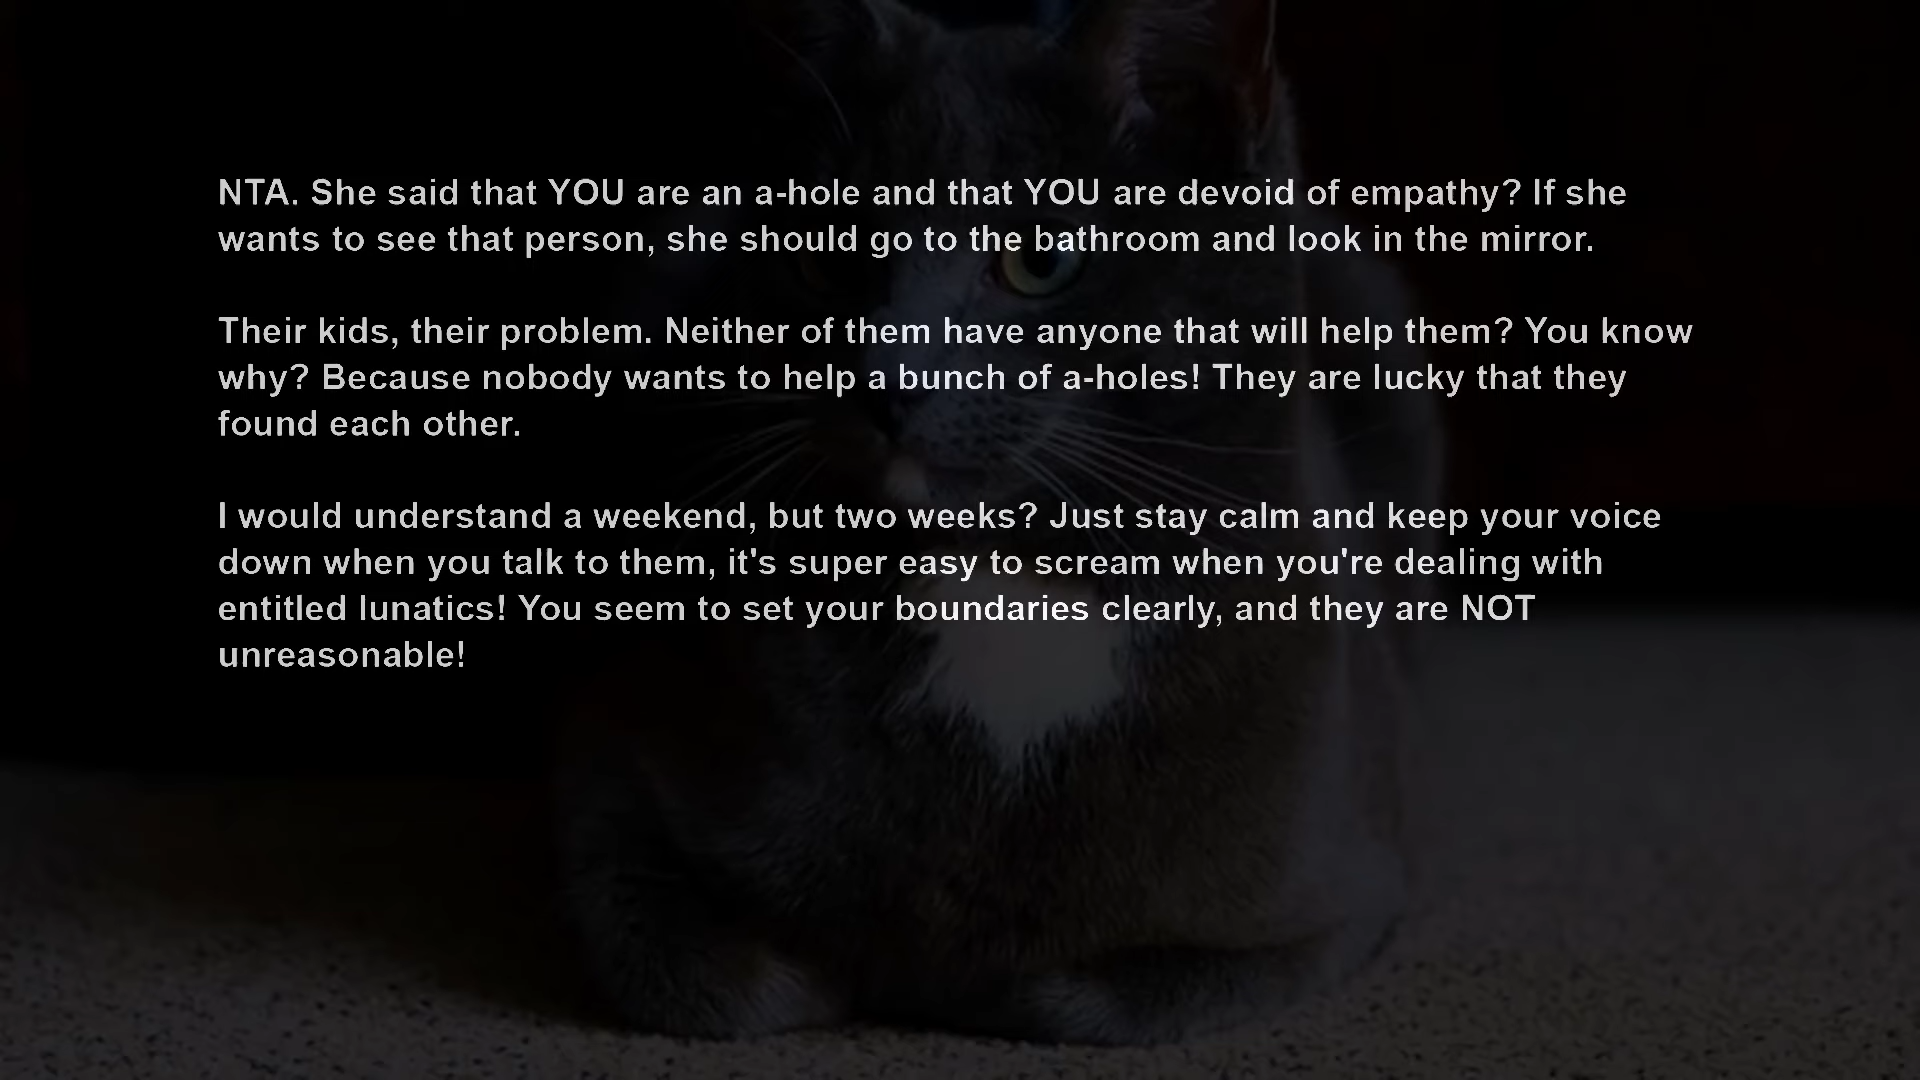 NTA. She said that YOU are an a-hole and that YOU are devoid of empathy? If she
wants to see that person, she should go to the bathroom and look in the mirror.
Their kids, their problem. Neither of them have anyone that will help them? You know
why? Because nobody wants to help a bunch of a-holes! They are lucky that they
found each other.
I would understand a weekend, but two weeks? Just stay calm and keep your voice
down when you talk to them, it's super easy to scream when you're dealing with
entitled lunatics! You seem to set your boundaries clearly, and they are NOT
unreasonable!